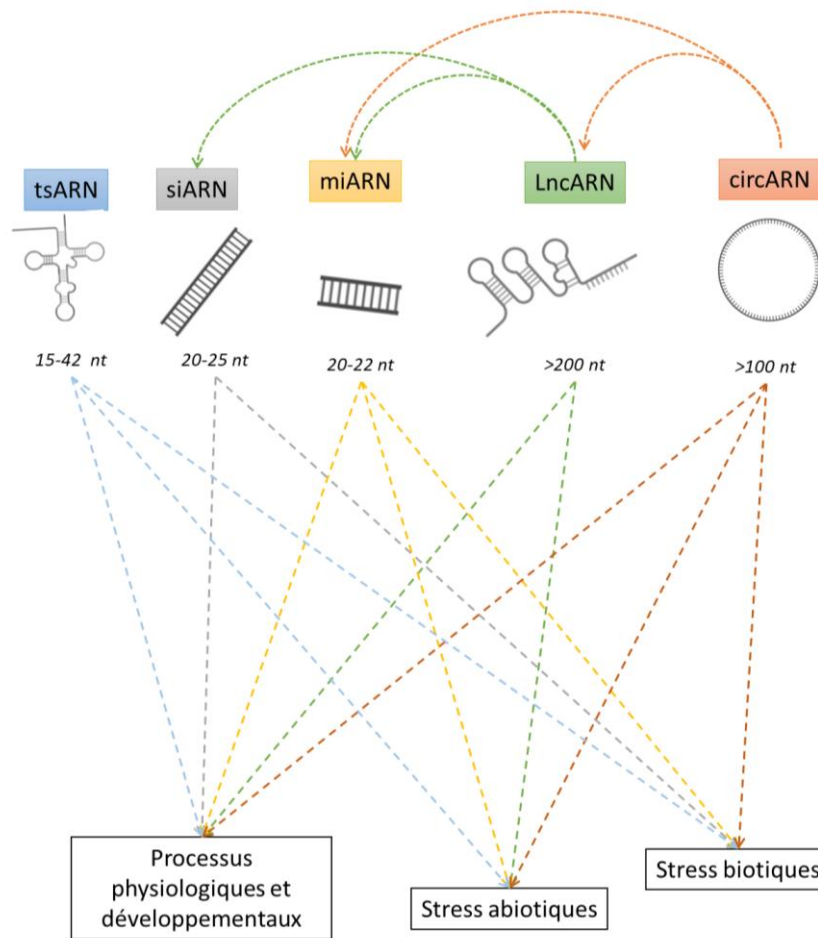 tsARN
siARN
miARN
LncARN
circARN
15-42 nt
20-25 nt
20-22 nt
>200 nt
>100 nt
Processus
physiologiques et
développementaux
Stress abiotiques
Stress biotiques